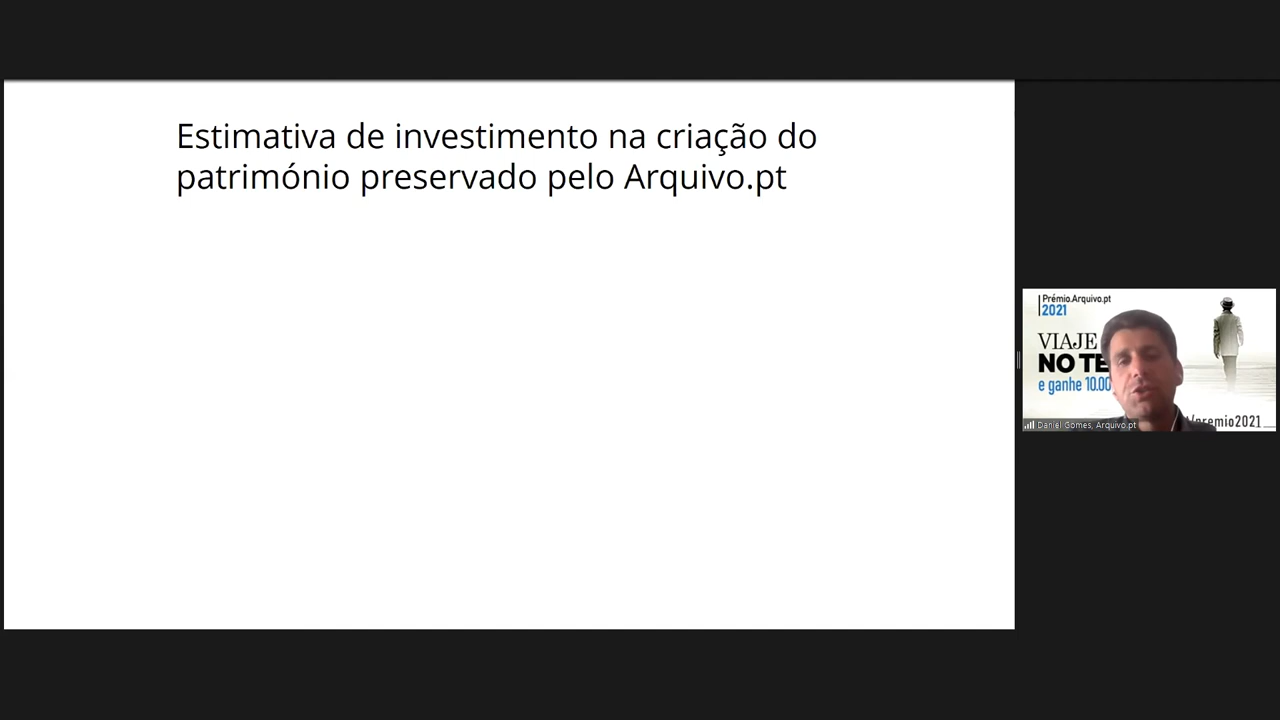 Estimativa de investimento na criação do
património preservado pelo Arquivo.pt
Prémio.Arquivo.pt
2021
VIAJE
NO TE
e ganhe 10.00
/premio2021
Daniel Gomes, Arquivo.pt